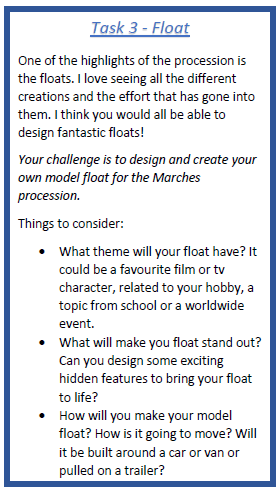 Task 3 - Float
One of the highlights of the procession is
the floats. I love seeing all the different
creations and the effort that has gone into
them. I think you would all be able to
design fantastic floats!
Your challenge is to design and create your
own model float for the Marches
procession.
Things to consider:
• What theme will your float have? It
could be a favourite film or tv
character, related to your hobby, a
topic from school or a worldwide
event.
• What will make you float stand out?
Can you design some exciting
hidden features to bring your float
to life?
• How will you make your model
float? How is it going to move? Will
it be built around a car or van or
pulled on a trailer?